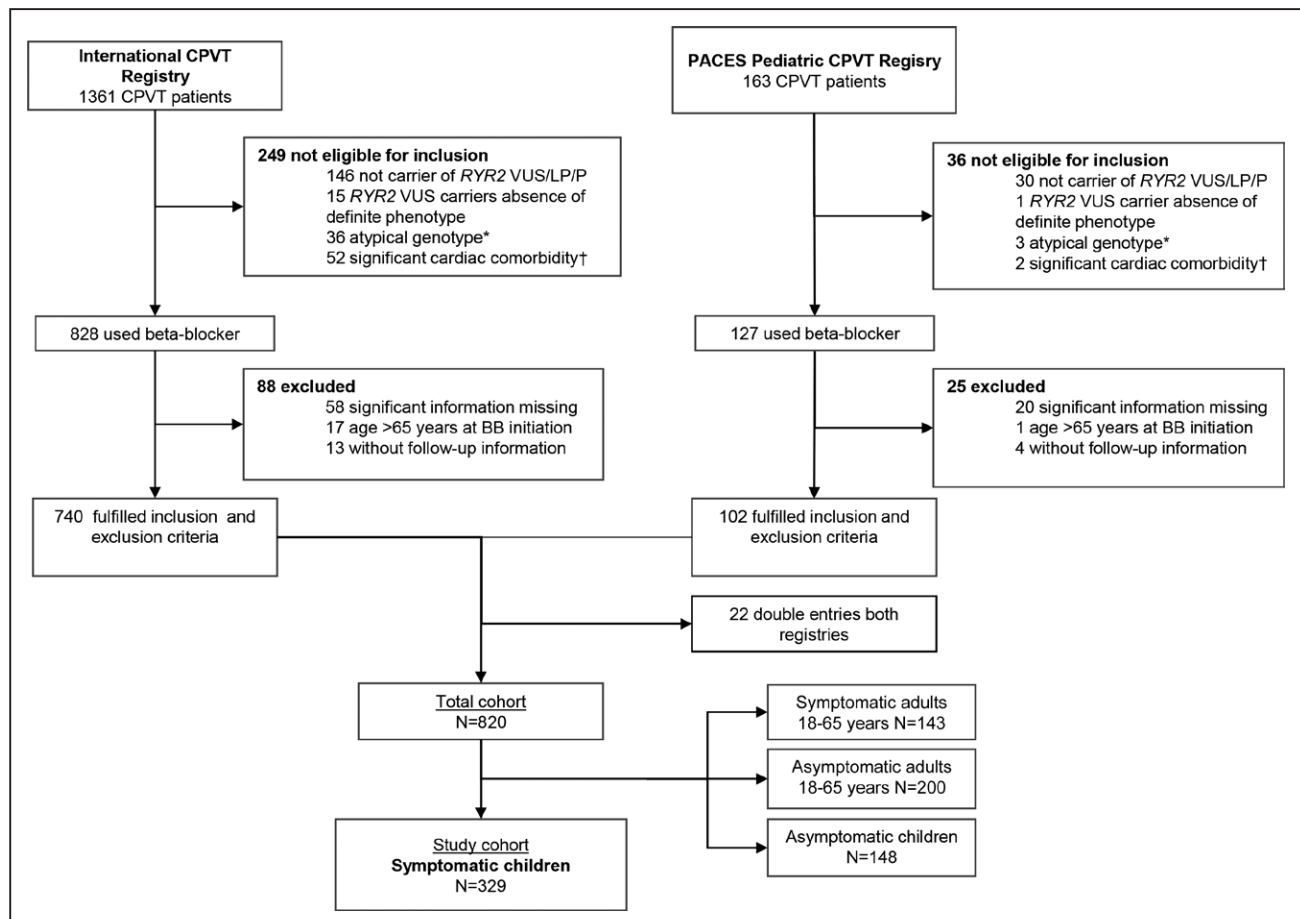 International CPVT
Registry
1361 CPVT patients
PACES Pediatric CPVT Regisry
163 CPVT patients
249 not eligible for inclusion
146 not carrier of RYR2 VUS/LP/P
15 RYR2 VUS carriers absence of
definite phenotype
36 atypical genotype*
52 significant cardiac comorbidity†
36 not eligible for inclusion
30 not carrier of RYR2 VUS/LP/P
1 RYR2 VUS carrier absence of
definite phenotype
3 atypical genotype*
2 significant cardiac comorbidity†
828 used beta-blocker
127 used beta-blocker
88 excluded
58 significant information missing
17 age >65 years at BB initiation
13 without follow-up information
25 excluded
20 significant information missing
1 age >65 years at BB initiation
4 without follow-up information
740 fulfilled inclusion and
exclusion criteria
102 fulfilled inclusion and
exclusion criteria
22 double entries both
registries
Total cohort
N=820
Symptomatic adults
18-65 years N=143
Asymptomatic adults
18-65 years N=200
Asymptomatic children
N=148
Study cohort
Symptomatic children
N=329